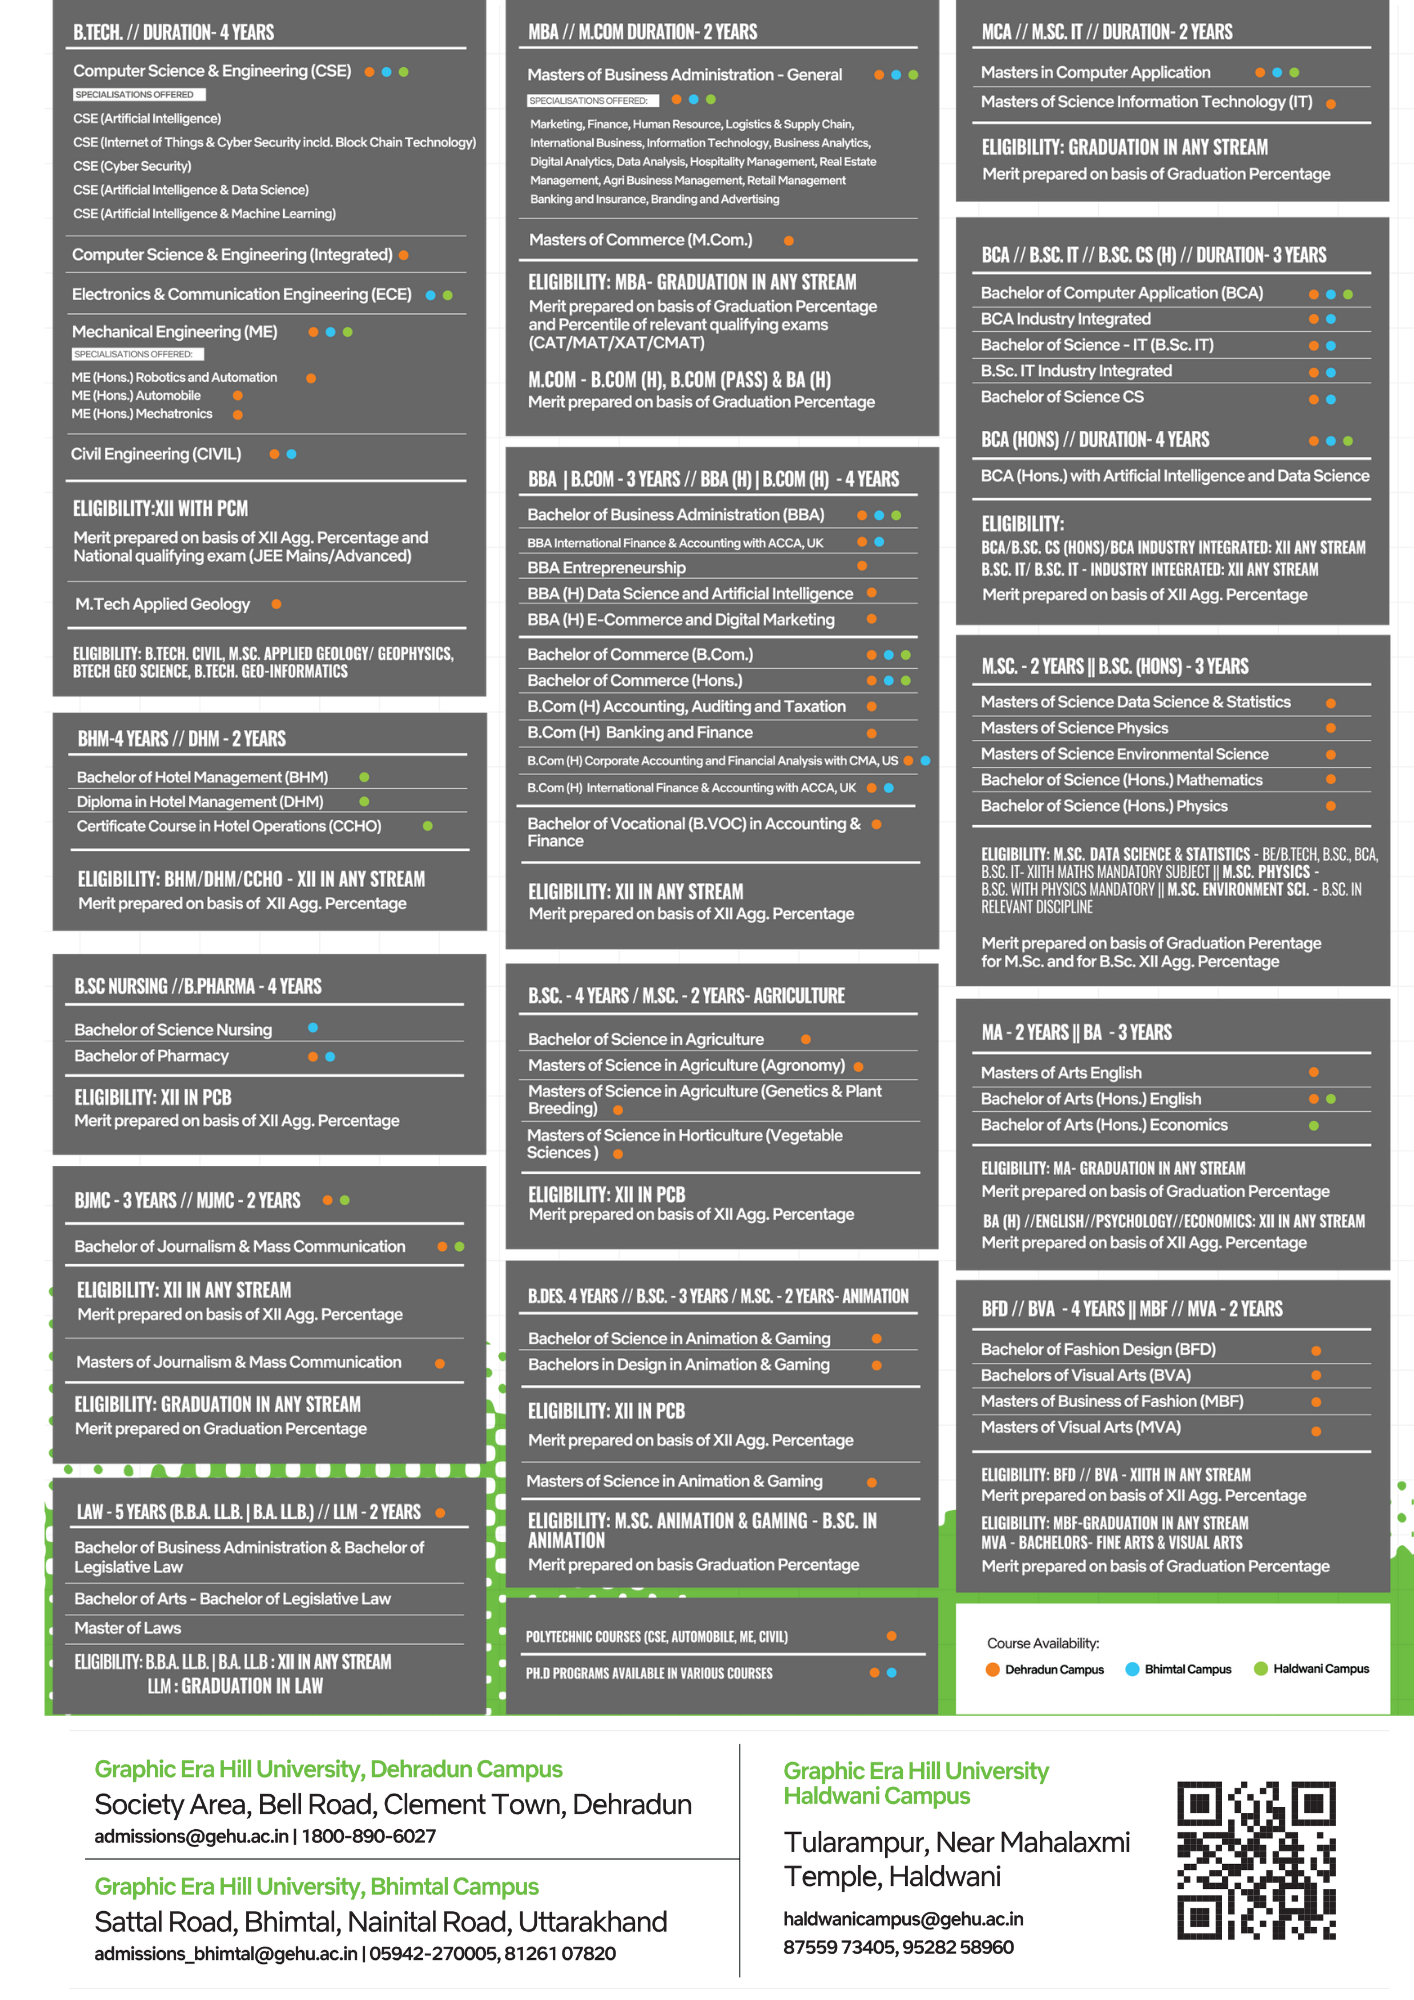 B.TECH. // DURATION- 4 YEARS
Computer Science & Engineering (CSE)
SPECIALISATIONS OFFERED
CSE (Artificial Intelligence)
CSE (Internet of Things & Cyber Security incld. Block Chain Technology)
CSE (Cyber Security)
CSE (Artificial Intelligence & Data Science)
CSE (Artificial Intelligence & Machine Learning)
Computer Science & Engineering (Integrated)
Electronics & Communication Engineering (ECE)
Mechanical Engineering (ME)
SPECIALISATIONS OFFERED:
ME (Hons.) Robotics and Automation
ME (Hons.) Automobile
ME (Hons.) Mechatronics
Civil Engineering (CIVIL)
ELIGIBILITY:XII WITH PCM
Merit prepared on basis of XII Agg. Percentage and
National qualifying exam (JEE Mains/Advanced)
M.Tech Applied Geology
ELIGIBILITY: B.TECH. CIVIL, M.SC. APPLIED GEOLOGY/ GEOPHYSICS,
BTECH GEO SCIENCE, B.TECH. GEO-INFORMATICS
BHM-4 YEARS // DHM - 2 YEARS
Bachelor of Hotel Management (BHM)
Diploma in Hotel Management (DHM)
Certificate Course in Hotel Operations (CCHO)
ELIGIBILITY: BHM/DHM/CCHO - XII IN ANY STREAM
Merit prepared on basis of XII Agg. Percentage
B.SC NURSING //B.PHARMA - 4 YEARS
Bachelor of Science Nursing
Bachelor of Pharmacy
ELIGIBILITY: XII IN PCB
Merit prepared on basis of XII Agg. Percentage
BJMC - 3 YEARS // MJMC - 2 YEARS
Bachelor of Journalism & Mass Communication
ELIGIBILITY: XII IN ANY STREAM
Merit prepared on basis of XII Agg. Percentage
Masters of Journalism & Mass Communication
ELIGIBILITY: GRADUATION IN ANY STREAM
Merit prepared on Graduation Percentage
LAW - 5 YEARS (B.B.A. LL.B. | B.A. LL.B.) // LLM - 2 YEARS
Bachelor of Business Administration & Bachelor of
Legislative Law
Bachelor of Arts - Bachelor of Legislative Law
Master of Laws
ELIGIBILITY: B.B.A. LL.B. | B.A. LL.B : XII IN ANY STREAM
LLM : GRADUATION IN LAW
MBA // M.COM DURATION- 2 YEARS
Masters of Business Administration - General
SPECIALISATIONS OFFERED:
Marketing, Finance, Human Resource, Logistics & Supply Chain,
International Business, Information Technology, Business Analytics,
Digital Analytics, Data Analysis, Hospitality Management, Real Estate
Management, Agri Business Management, Retail Management
Banking and Insurance, Branding and Advertising
Masters of Commerce (M.Com.)
ELIGIBILITY: MBA- GRADUATION IN ANY STREAM
Merit prepared on basis of Graduation Percentage
and Percentile of relevant qualifying exams
(CAT/MAT/XAT/CMAT)
M.COM - B.COM (H), B.COM (PASS) & BA (H)
Merit prepared on basis of Graduation Percentage
BBA | B.COM - 3 YEARS // BBA (H) | B.COM (H) - 4 YEARS
Bachelor of Business Administration (BBA)
BBA International Finance & Accounting with ACCA, UK
BBA Entrepreneurship
BBA (H) Data Science and Artificial Intelligence
BBA (H) E-Commerce and Digital Marketing
Bachelor of Commerce (B.Com.)
Bachelor of Commerce (Hons.)
B.Com (H) Accounting, Auditing and Taxation
B.Com (H) Banking and Finance
B.Com (H) Corporate Accounting and Financial Analysis with CMA, US
B.Com (H) International Finance & Accounting with ACCA, UK
Bachelor of Vocational (B.VOC) in Accounting &
Finance
ELIGIBILITY: XII IN ANY STREAM
Merit prepared on basis of XII Agg. Percentage
B.SC. - 4 YEARS / M.SC. - 2 YEARS- AGRICULTURE
Bachelor of Science in Agriculture
Masters of Science in Agriculture (Agronomy)
Masters of Science in Agriculture (Genetics & Plant
Breeding)
Masters of Science in Horticulture (Vegetable
Sciences )
ELIGIBILITY: XII IN PCB
Merit prepared on basis of XII Agg. Percentage
B.DES. 4 YEARS // B.SC. - 3 YEARS / M.SC. - 2 YEARS- ANIMATION
Bachelor of Science in Animation & Gaming
Bachelors in Design in Animation & Gaming
ELIGIBILITY: XII IN PCB
Merit prepared on basis of XII Agg. Percentage
Masters of Science in Animation & Gaming
ELIGIBILITY: M.SC. ANIMATION & GAMING - B.SC. IN
ANIMATION
Merit prepared on basis Graduation Percentage
POLYTECHNIC COURSES (CSE, AUTOMOBILE, ME, CIVIL)
PH.D PROGRAMS AVAILABLE IN VARIOUS COURSES
MCA // M.SC. IT // DURATION- 2 YEARS
Masters in Computer Application
Masters of Science Information Technology (IT)
ELIGIBILITY: GRADUATION IN ANY STREAM
Merit prepared on basis of Graduation Percentage
BCA // B.SC. IT // B.SC. CS (H) // DURATION- 3 YEARS
Bachelor of Computer Application (BCA)
BCA Industry Integrated
Bachelor of Science - IT (B.Sc. IT)
B.Sc. IT Industry Integrated
Bachelor of Science CS
BCA (HONS) // DURATION- 4 YEARS
BCA (Hons.) with Artificial Intelligence and Data Science
ELIGIBILITY:
BCA/B.SC. CS (HONS)/BCA INDUSTRY INTEGRATED: XII ANY STREAM
B.SC. IT/ B.SC. IT - INDUSTRY INTEGRATED: XII ANY STREAM
Merit prepared on basis of XII Agg. Percentage
M.SC. - 2 YEARS || B.SC. (HONS) - 3 YEARS
Masters of Science Data Science & Statistics
Masters of Science Physics
Masters of Science Environmental Science
Bachelor of Science (Hons.) Mathematics
Bachelor of Science (Hons.) Physics
ELIGIBILITY: M.SC. DATA SCIENCE & STATISTICS - BE/B.TECH, B.SC., BCA,
B.SC. IT- XIITH MATHS MANDATORY SUBJECT || M.SC. PHYSICS -
B.SC. WITH PHYSICS MANDATORY || M.SC. ENVIRONMENT SCI. - B.SC. IN
RELEVANT DISCIPLINE
Merit prepared on basis of Graduation Perentage
for M.Sc. and for B.Sc. XII Agg. Percentage
MA - 2 YEARS || BA - 3 YEARS
Masters of Arts English
Bachelor of Arts (Hons.) English
Bachelor of Arts (Hons.) Economics
ELIGIBILITY: MA- GRADUATION IN ANY STREAM
Merit prepared on basis of Graduation Percentage
BA (H) //ENGLISH//PSYCHOLOGY//ECONOMICS: XII IN ANY STREAM
Merit prepared on basis of XII Agg. Percentage
BFD // BVA - 4 YEARS || MBF // MVA - 2 YEARS
Bachelor of Fashion Design (BFD)
Bachelors of Visual Arts (BVA)
Masters of Business of Fashion (MBF)
Masters of Visual Arts (MVA)
ELIGIBILITY: BFD // BVA - XIITH IN ANY STREAM
Merit prepared on basis of XII Agg. Percentage
ELIGIBILITY: MBF-GRADUATION IN ANY STREAM
MVA - BACHELORS- FINE ARTS & VISUAL ARTS
Merit prepared on basis of Graduation Percentage
Course Availability:
Dehradun Campus Bhimtal Campus Haldwani Campus
Graphic Era Hill University, Dehradun Campus
Society Area, Bell Road, Clement Town, Dehradun
admissions@gehu.ac.in | 1800-890-6027
Graphic Era Hill University, Bhimtal Campus
Sattal Road, Bhimtal, Nainital Road, Uttarakhand
admissions_bhimtal@gehu.ac.in | 05942-270005, 81261 07820
Graphic Era Hill University
Haldwani Campus
Tularampur, Near Mahalaxmi
Temple, Haldwani
haldwanicampus@gehu.ac.in
87559 73405, 95282 58960